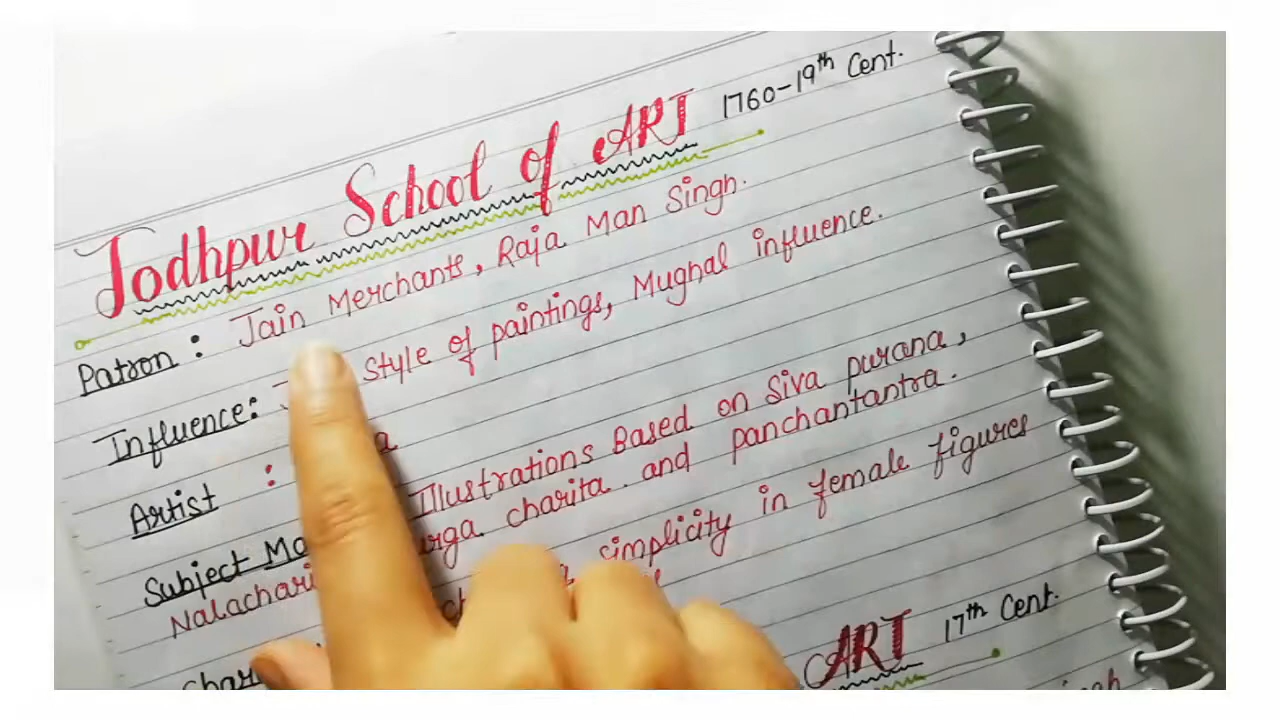 Jodhpur School of ART 1760-19th Cent.
Patron : Jain Merchants, Raja Man Singh.
Influence: style of paintings, Mughal influence.
Artist :
Subject Illustrations Based on Siva purana,
charita. and panchantantra.
simplicity in female figures
ART 17th Cent.